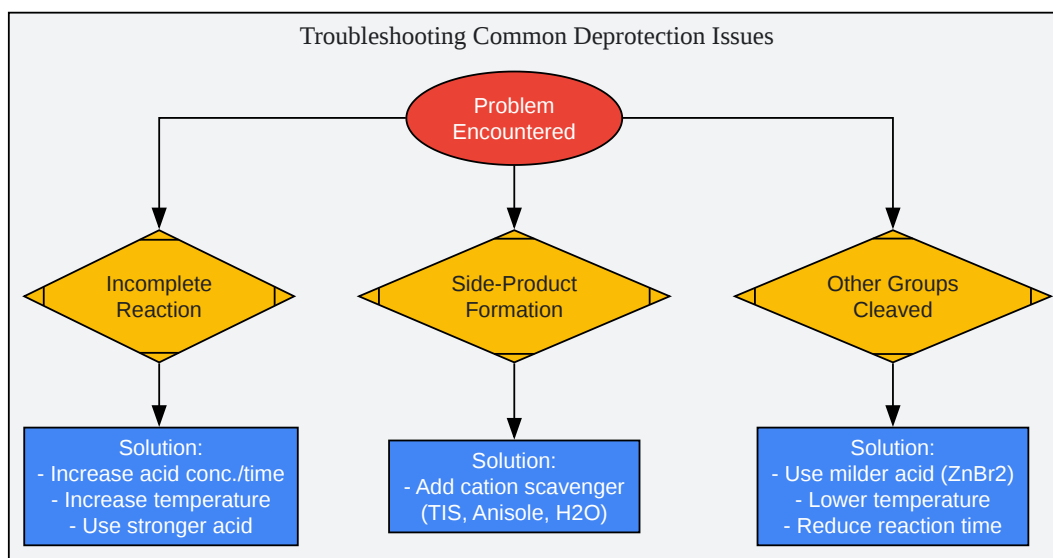 Troubleshooting Common Deprotection Issues
Problem
Encountered
Incomplete
Reaction
Side-Product
Formation
Other Groups
Cleaved
Solution:
- Increase acid conc./time
- Increase temperature
- Use stronger acid
Solution:
- Add cation scavenger
(TIS, Anisole, H2O)
Solution:
- Use milder acid (ZnBr2)
- Lower temperature
- Reduce reaction time